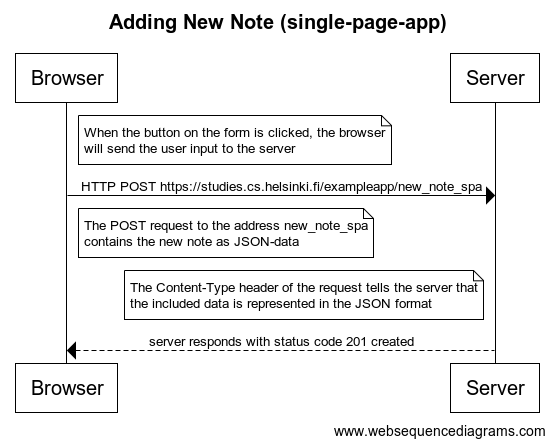 Adding New Note (single-page-app)
Browser
Server
When the button on the form is clicked, the browser
will send the user input to the server
HTTP POST https://studies.cs.helsinki.fi/exampleapp/new_note_spa
The POST request to the address new_note_spa
contains the new note as JSON-data
The Content-Type header of the request tells the server that
the included data is represented in the JSON format
server responds with status code 201 created
Browser
Server
www.websequencediagrams.com